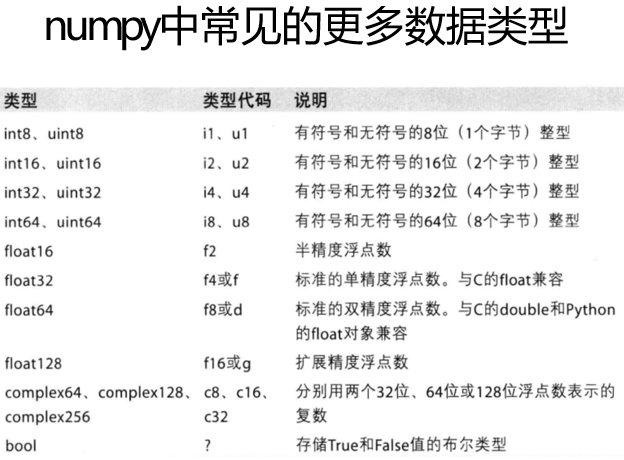 numpy中常见的更多数据类型
类型 类型代码 说明
int8、uint8 i1、u1 有符号和无符号的8位（1个字节）整型
int16、uint16 i2、u2 有符号和无符号的16位（2个字节）整型
int32、uint32 i4、u4 有符号和无符号的32位（4个字节）整型
int64、uint64 i8、u8 有符号和无符号的64位（8个字节）整型
float16 f2 半精度浮点数
float32 f4或f 标准的单精度浮点数。与C的float兼容
float64 f8或d 标准的双精度浮点数。与C的double和Python
的float对象兼容
float128 f16或g 扩展精度浮点数
complex64、complex128、 c8、c16、 分别用两个32位、64位或128位浮点数表示的
complex256 c32 复数
bool ? 存储True和False值的布尔类型